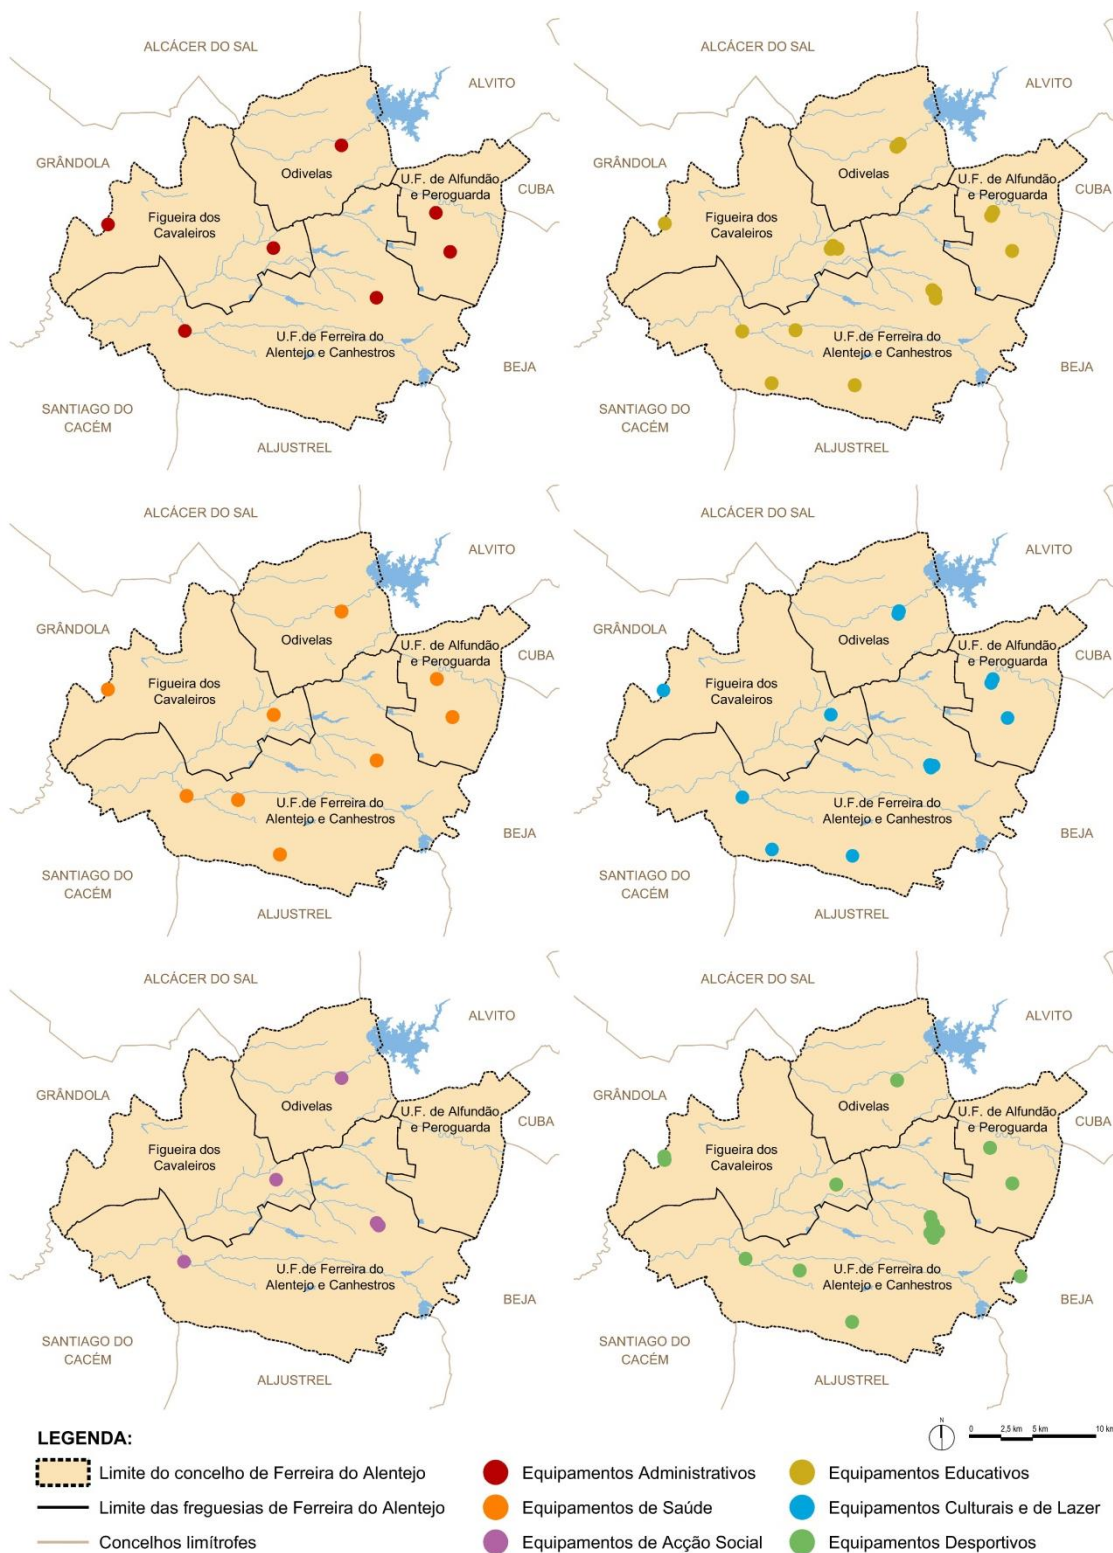 ALCÁCER DO SAL
ALVITO
GRÂNDOLA
Odivelas
U.F. de Alfundão
e Peroguarda
CUBA
Figueira dos
Cavaleiros
U.F.de Ferreira do
Alentejo e Canhestros
BEJA
SANTIAGO DO
CACÉM
ALJUSTREL
ALCÁCER DO SAL
ALVITO
GRÂNDOLA
Odivelas
U.F. de Alfundão
e Peroguarda
CUBA
Figueira dos
Cavaleiros
U.F.de Ferreira do
Alentejo e Canhestros
BEJA
SANTIAGO DO
CACÉM
ALJUSTREL
ALCÁCER DO SAL
ALVITO
GRÂNDOLA
Odivelas
U.F. de Alfundão
e Peroguarda
CUBA
Figueira dos
Cavaleiros
U.F.de Ferreira do
Alentejo e Canhestros
BEJA
SANTIAGO DO
CACÉM
ALJUSTREL
ALCÁCER DO SAL
ALVITO
GRÂNDOLA
Odivelas
U.F. de Alfundão
e Peroguarda
CUBA
Figueira dos
Cavaleiros
U.F.de Ferreira do
Alentejo e Canhestros
BEJA
SANTIAGO DO
CACÉM
ALJUSTREL
ALCÁCER DO SAL
ALVITO
GRÂNDOLA
Odivelas
U.F. de Alfundão
e Peroguarda
CUBA
Figueira dos
Cavaleiros
U.F.de Ferreira do
Alentejo e Canhestros
BEJA
SANTIAGO DO
CACÉM
ALJUSTREL
ALCÁCER DO SAL
ALVITO
GRÂNDOLA
Odivelas
U.F. de Alfundão
e Peroguarda
CUBA
Figueira dos
Cavaleiros
U.F.de Ferreira do
Alentejo e Canhestros
BEJA
SANTIAGO DO
CACÉM
ALJUSTREL
N
0 2,5 km 5 km 10 km
LEGENDA:
Limite do concelho de Ferreira do Alentejo
Limite das freguesias de Ferreira do Alentejo
Concelhos limítrofes
Equipamentos Administrativos
Equipamentos de Saúde
Equipamentos de Acção Social
Equipamentos Educativos
Equipamentos Culturais e de Lazer
Equipamentos Desportivos